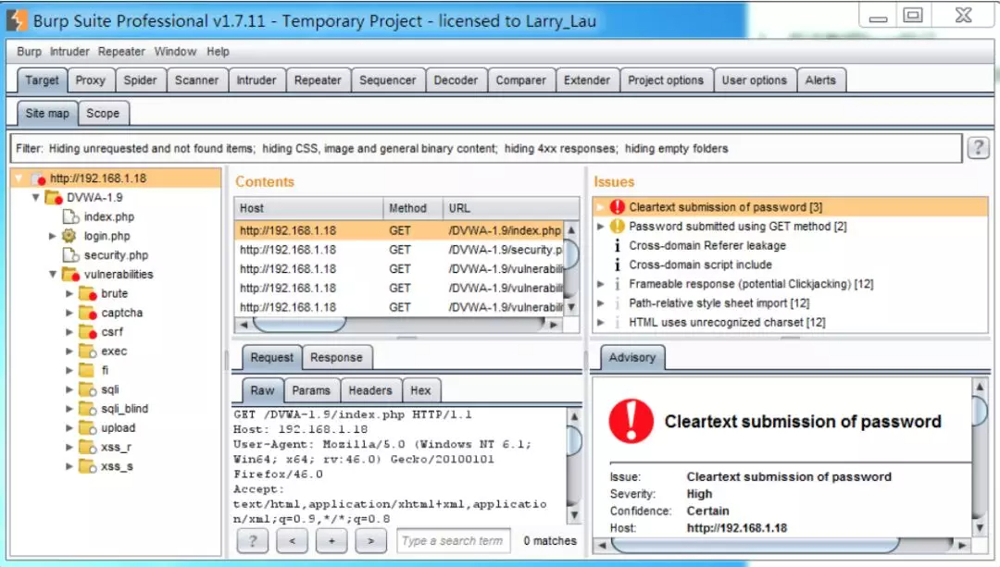 Burp Suite Professional v1.7.11 - Temporary Project - licensed to Larry_Lau
Burp Intruder Repeater Window Help
Target Proxy Spider Scanner Intruder Repeater Sequencer Decoder Comparer Extender Project options User options Alerts
Site map Scope
Filter: Hiding unrequested and not found items; hiding CSS, image and general binary content; hiding 4xx responses; hiding empty folders
?
http://192.168.1.18
DVWA-1.9
index.php
login.php
security.php
vulnerabilities
brute
captcha
csrf
exec
fi
sqli
sqli_blind
upload
xss_r
xss_s
Contents
Host Method URL
http://192.168.1.18 GET /DVWA-1.9/index.php
http://192.168.1.18 GET /DVWA-1.9/security.p
http://192.168.1.18 GET /DVWA-1.9/vulnerabili
http://192.168.1.18 GET /DVWA-1.9/vulnerabili
http://192.168.1.18 GET /DVWA-1.9/vulnerabili
Request Response
Raw Params Headers Hex
GET /DVWA-1.9/index.php HTTP/1.1
Host: 192.168.1.18
User-Agent: Mozilla/5.0 (Windows NT 6.1;
Win64; x64; rv:46.0) Gecko/20100101
Firefox/46.0
Accept:
text/html,application/xhtml+xml,applicatio
n/xml;q=0.9,*/*;q=0.8
? < + > Type a search term 0 matches
Issues
Cleartext submission of password [3]
Password submitted using GET method [2]
Cross-domain Referer leakage
Cross-domain script include
Frameable response (potential Clickjacking) [12]
Path-relative style sheet import [12]
HTML uses unrecognized charset [12]
Advisory
Cleartext submission of password
Issue: Cleartext submission of password
Severity: High
Confidence: Certain
Host: http://192.168.1.18